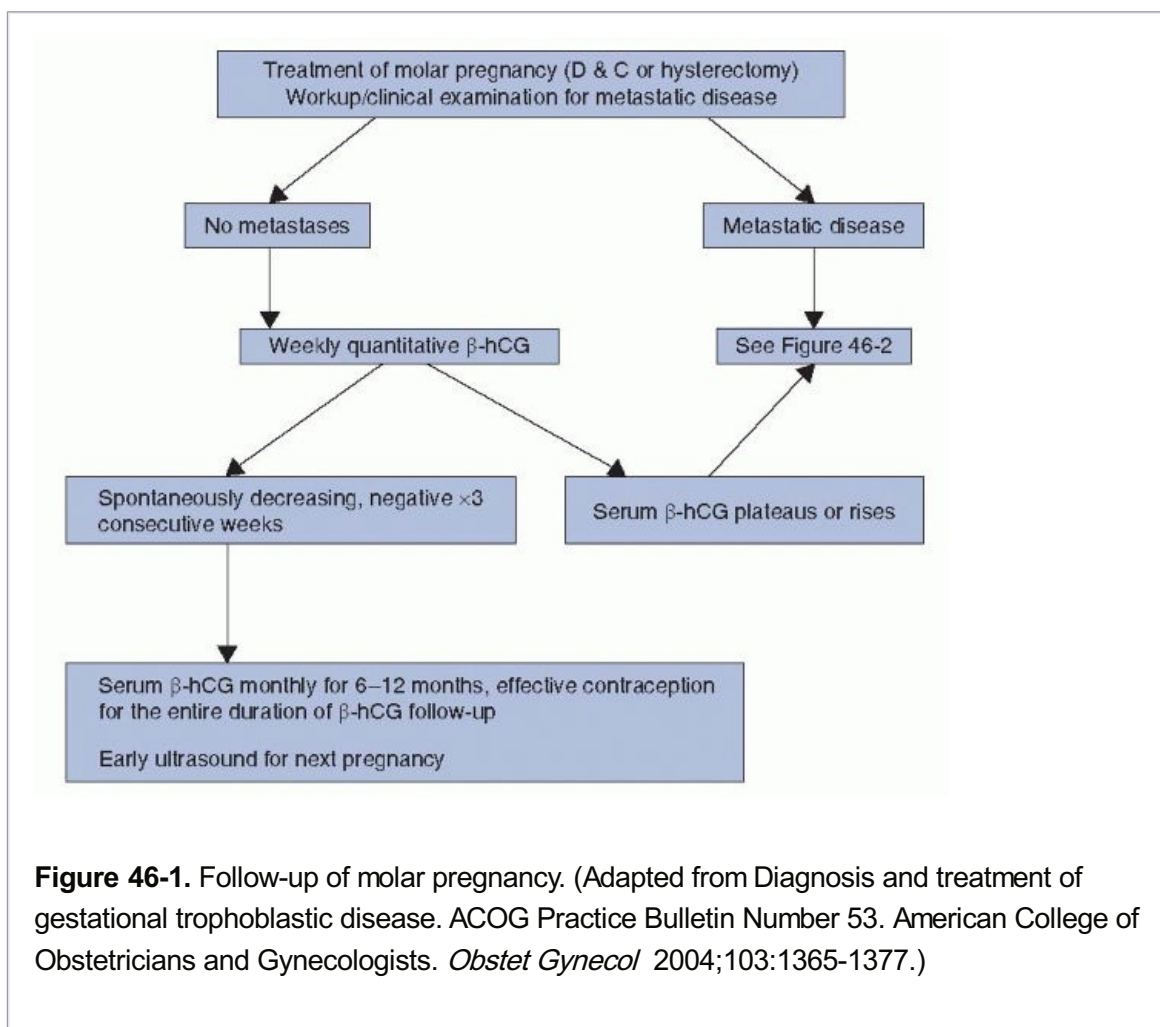 Treatment of molar pregnancy (D & C or hysterectomy)
Workup/clinical examination for metastatic disease
No metastases
Metastatic disease
Weekly quantitative β-hCG
See Figure 46-2
Spontaneously decreasing, negative ×3
consecutive weeks
Serum β-hCG plateaus or rises
Serum β-hCG monthly for 6–12 months, effective contraception
for the entire duration of β-hCG follow-up
Early ultrasound for next pregnancy
Figure 46-1. Follow-up of molar pregnancy. (Adapted from Diagnosis and treatment of
gestational trophoblastic disease. ACOG Practice Bulletin Number 53. American College of
Obstetricians and Gynecologists. Obstet Gynecol 2004;103:1365-1377.)